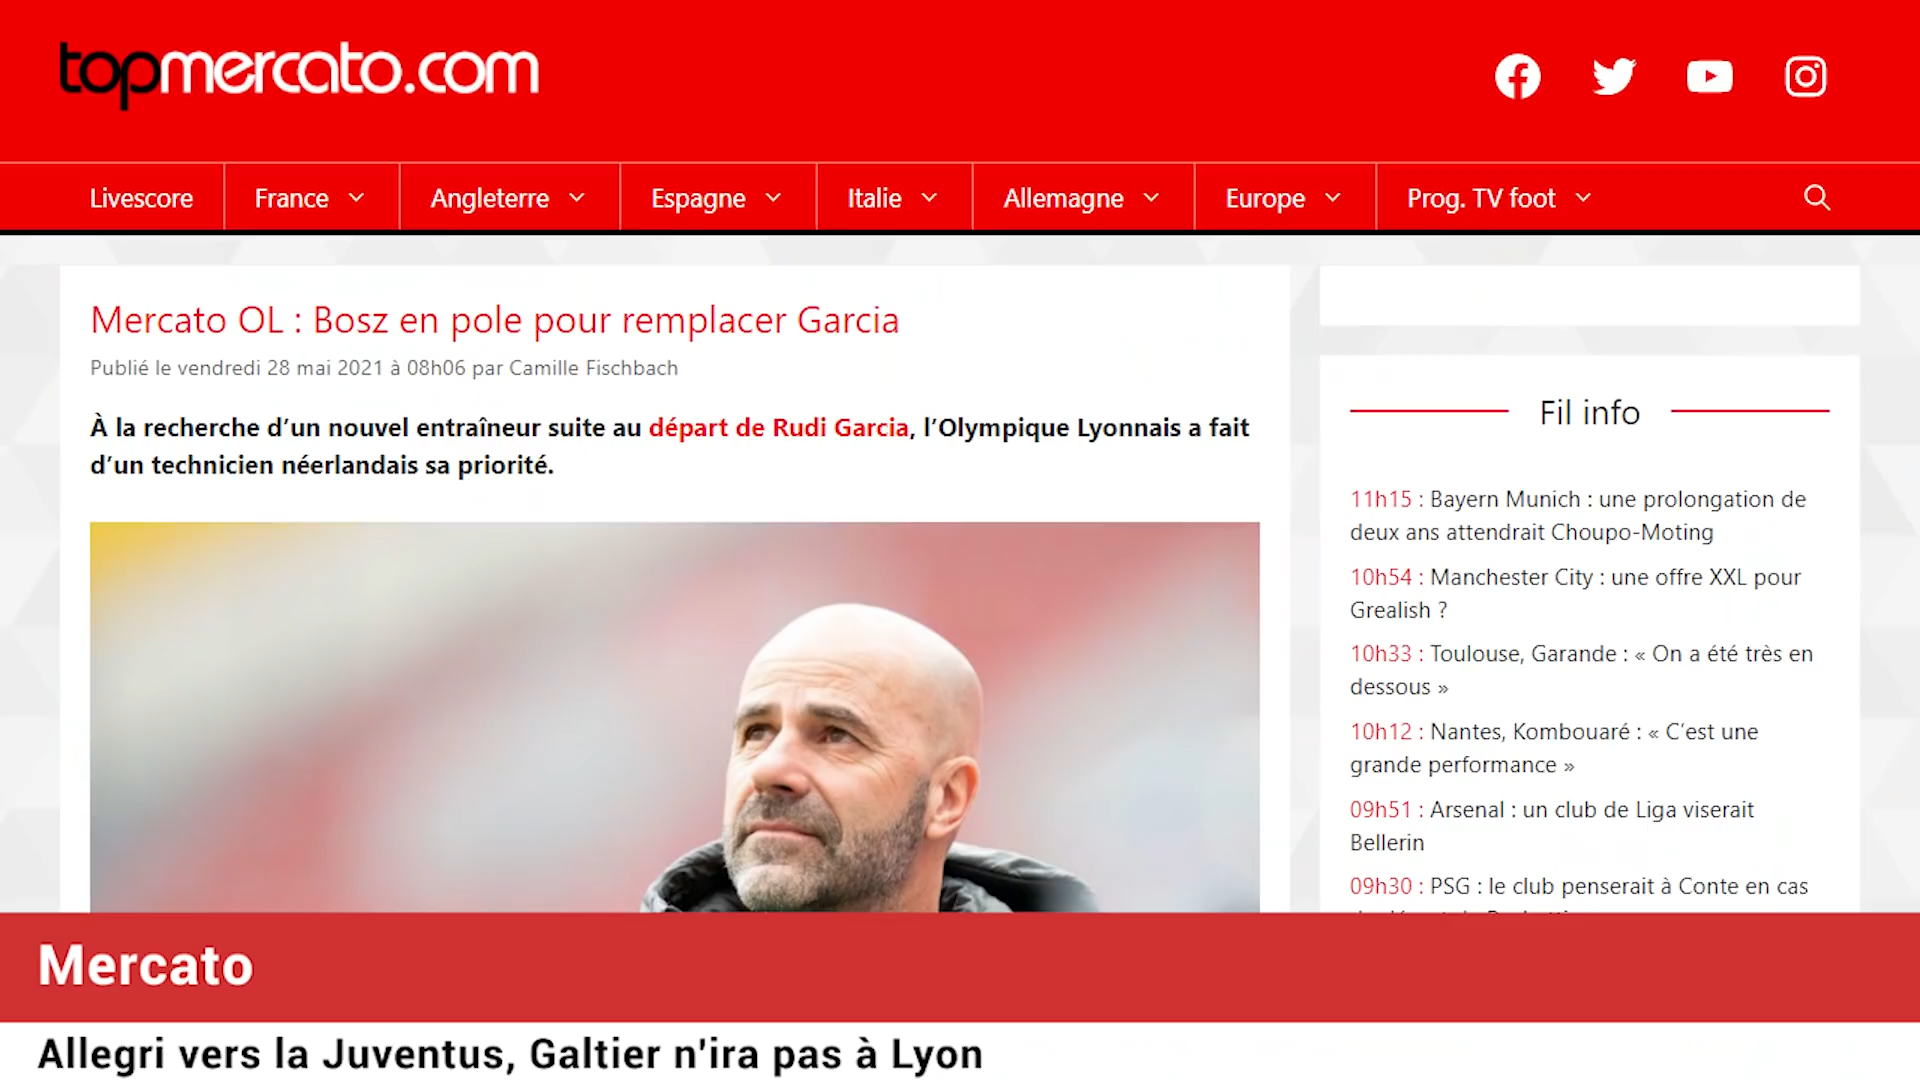 topmercato.com
Livescore
France
Angleterre
Espagne
Italie
Allemagne
Europe
Prog. TV foot
Mercato OL : Bosz en pole pour remplacer Garcia
Publié le vendredi 28 mai 2021 à 08h06 par Camille Fischbach
À la recherche d’un nouvel entraîneur suite au départ de Rudi Garcia, l’Olympique Lyonnais a fait
d’un technicien néerlandais sa priorité.
Fil info
11h15 : Bayern Munich : une prolongation de
deux ans attendrait Choupo-Moting
10h54 : Manchester City : une offre XXL pour
Grealish ?
10h33 : Toulouse, Garande : « On a été très en
dessous »
10h12 : Nantes, Kombouaré : « C’est une
grande performance »
09h51 : Arsenal : un club de Liga viserait
Bellerin
09h30 : PSG : le club penserait à Conte en cas
Mercato
Allegri vers la Juventus, Galtier n'ira pas à Lyon